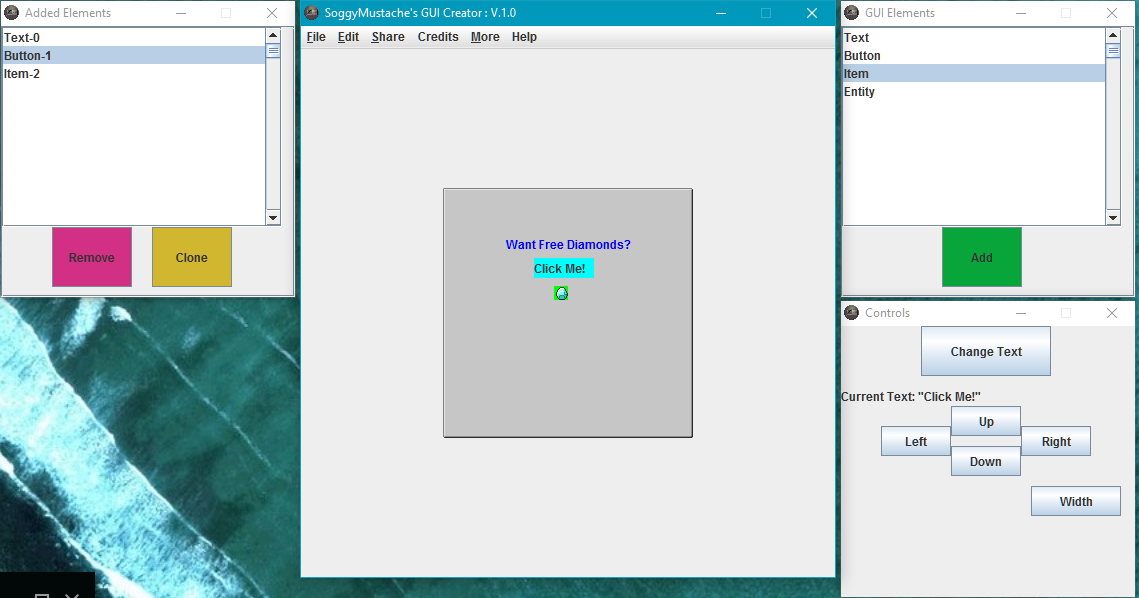 Added Elements
Text-0
Button-1
Item-2
Remove
Clone
SoggyMustache's GUI Creator : V.1.0
File Edit Share Credits More Help
Want Free Diamonds?
Click Me!
GUI Elements
Text
Button
Item
Entity
Add
Controls
Change Text
Current Text: "Click Me!"
Up
Left
Right
Down
Width